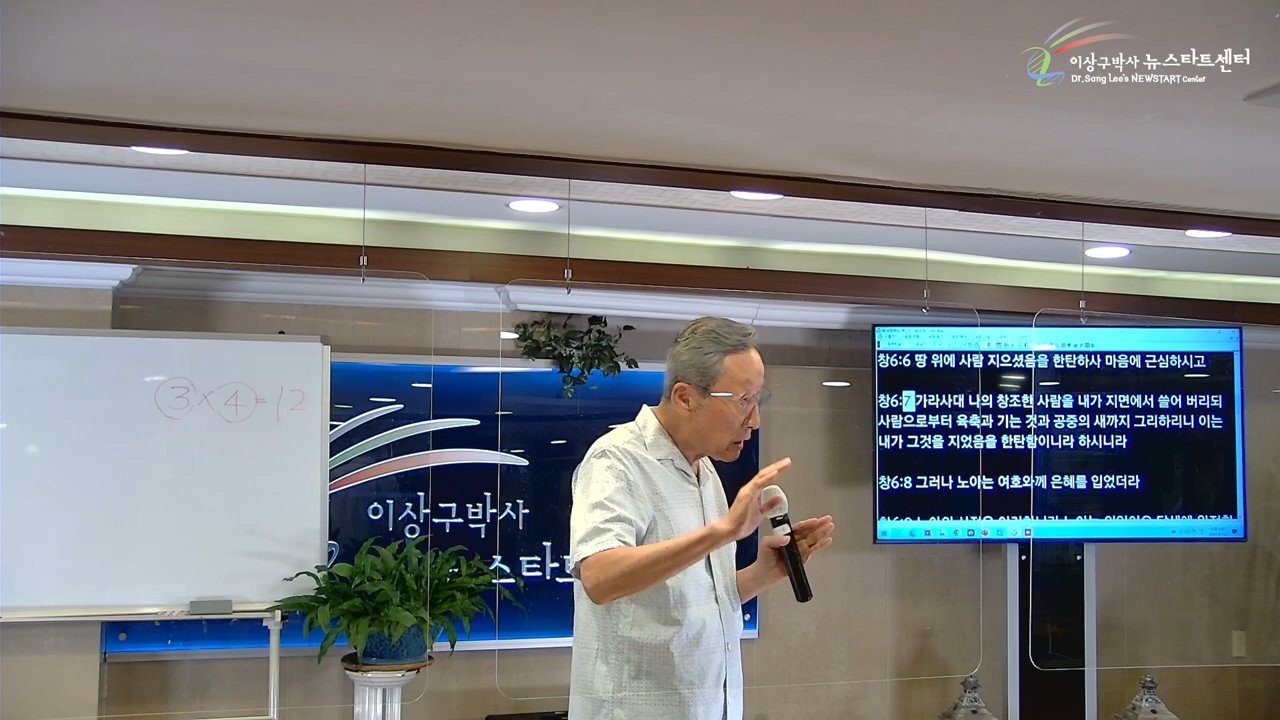 이상구박사 뉴스타트센터
Dr. Sang Lee's NEWSTART Center
③×④=12
이상구박사
스타트
창6:6 땅 위에 사람 지으셨음을 한탄하사 마음에 근심하시고
창6:7 가라사대 나의 창조한 사람을 내가 지면에서 쓸어 버리되
사람으로부터 육축과 기는 것과 공중의 새까지 그리하리니 이는
내가 그것을 지었음을 한탄함이니라 하시니라
창6:8 그러나 노아는 여호와께 은혜를 입었더라